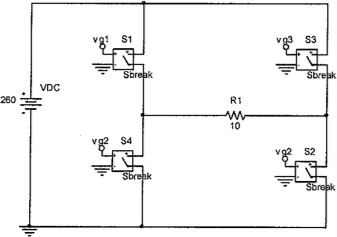 vg1 S1
Sbreak
vg3 S3
Sbreak
VDC
260
R1
10
vg2 S4
Sbreak
vg2 S2
Sbreak